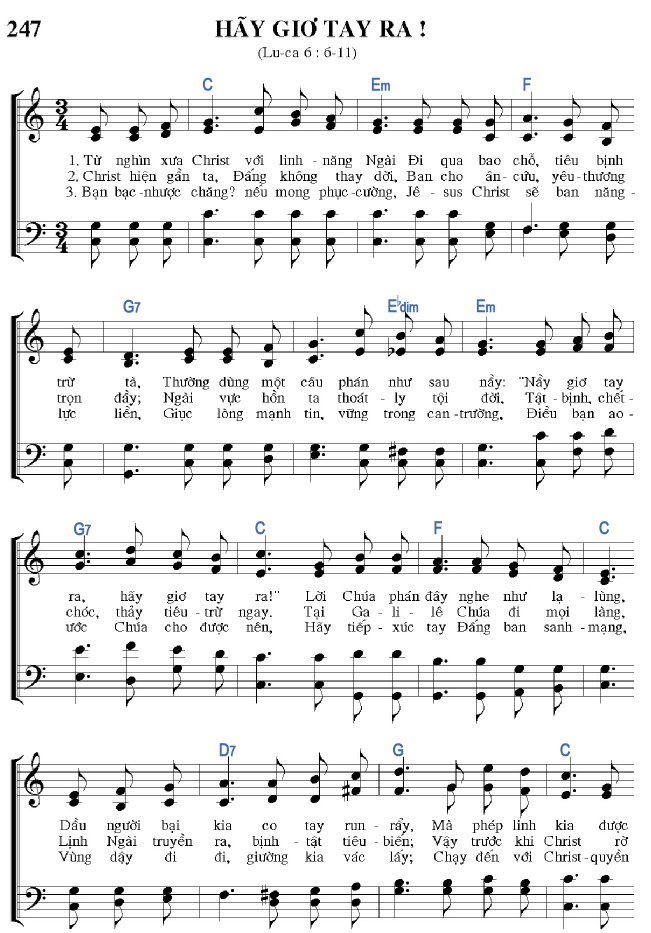 247 HÃY GIƠ TAY RA !
(Lu-ca 6 : 6-11)
C Em F
1. Từ nghìn xưa Christ với linh - năng Ngài Đi qua bao chỗ, tiêu bịnh
2. Christ hiện gần ta, Đấng không thay dời, Ban cho ân - cứu, yêu - thương
3. Bạn bạc - nhược chăng? nếu mong phục - cường, Jê - sus Christ sẽ ban năng -
G7 E♭dim Em
trừ tà, Thường dùng một câu phán như sau nầy: "Nầy giơ tay
trọn đầy; Ngài vực hồn ta thoát - ly tội đời, Tật - bịnh, chết -
lực liền, Giục lòng mạnh tin, vững trong can - trường, Điều bạn ao -
G7 C F C
ra, hãy giơ tay ra!" Lời Chúa phán đây nghe như lạ - lùng,
chóc, thảy tiêu - trừ ngay. Tại Ga - li - lê Chúa đi mọi làng,
ước Chúa cho được nên, Hãy tiếp - xúc tay Đấng ban sanh - mạng,
D7 G C
Dầu người bại kia co tay run - rẩy, Mà phép linh kia được
Lịnh Ngài truyền ra, bịnh - tật tiêu - biến; Vậy trước khi Christ rờ
Vùng dậy đi đi, giường kia vác lấy; Chạy đến với Christ - quyền